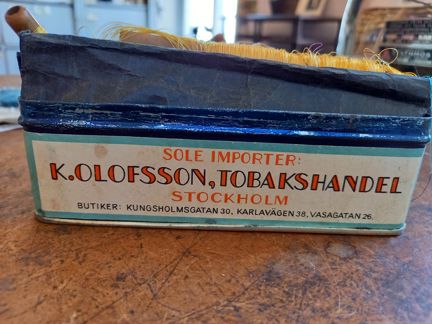 SOLE IMPORTER:
K. OLOFSSON, TOBAKSHANDEL
STOCKHOLM
BUTIKER: KUNGSHOLMSGATAN 30, KARLAVÄGEN 38, VASAGATAN 26.